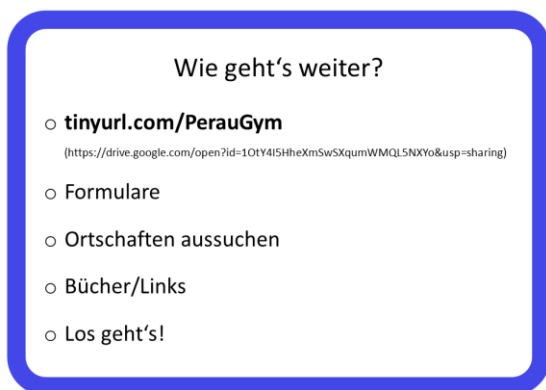 Wie geht‘s weiter?
tinyurl.com/PerauGym
(https://drive.google.com/open?id=1OtY4I5HheXmSwSXqumWMQL5NXYo&usp=sharing)
Formulare
Ortschaften aussuchen
Bücher/Links
Los geht‘s!